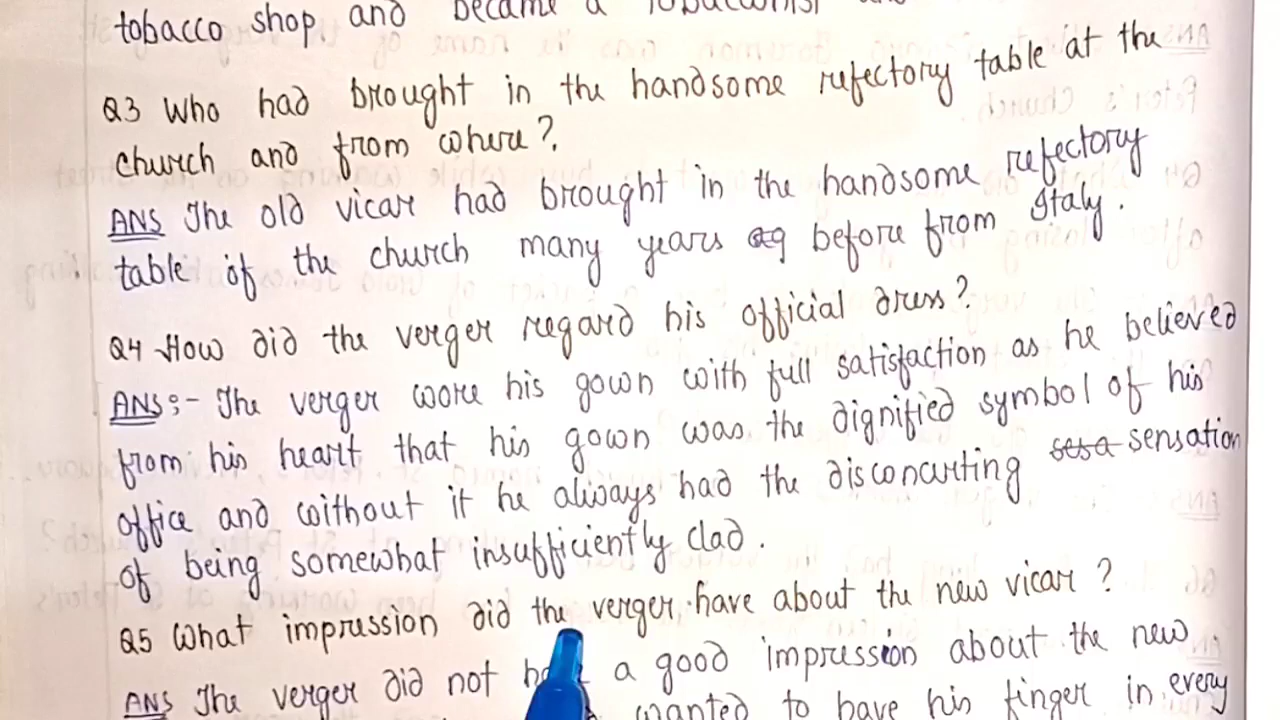 tobacco shop and became a tobacconist
Q3 Who had brought in the handsome refectory table at the
church and from where?
ANS The old vicar had brought in the handsome refectory
table of the church many years ag before from Italy.
Q4 How did the verger regard his official dress?
ANS:- The verger wore his gown with full satisfaction as he believed
from his heart that his gown was the dignified symbol of his
office and without it he always had the disconcurting sesa sensation
of being somewhat insufficiently clad.
Q5 What impression did the verger have about the new vicar?
ANS The verger did not a good impression about the new
wanted to have his finger in every